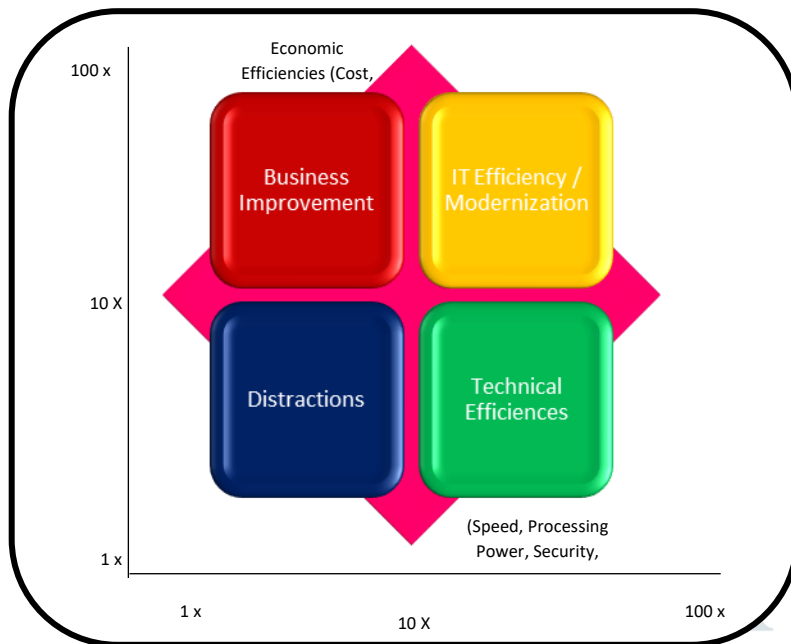 Economic
Efficiencies (Cost,
100 x
Business
Improvement
IT Efficiency /
Modernization
10 X
Distractions
Technical
Efficiences
(Speed, Processing
Power, Security,
1 x
1 x
10 X
100 x